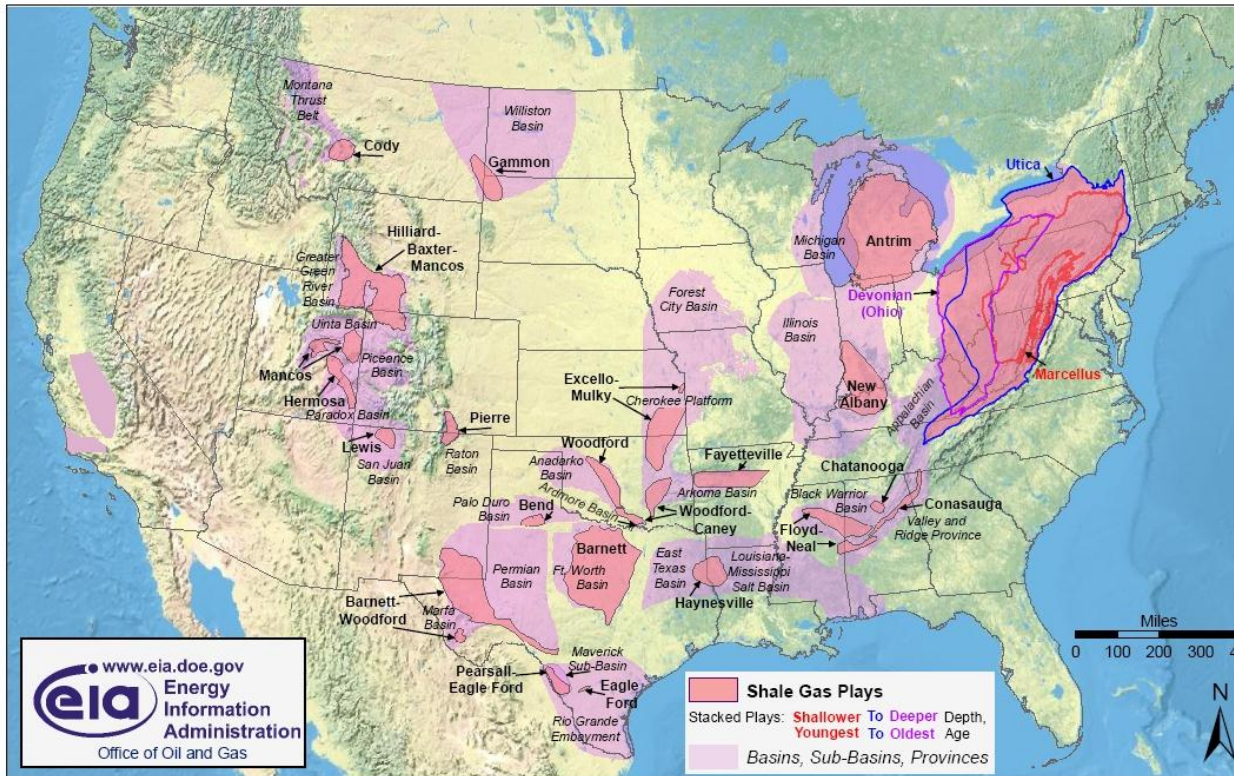 Montana
Thrust
Belt
Cody
Williston
Basin
Gammon
Hilliard-
Baxter-
Mancos
Greater
Green
River
Basin
Uinta Basin
Piceance
Basin
Mancos
Hermosa
Paradox Basin
Lewis
San Juan
Basin
Pierre
Raton
Basin
Forest
City Basin
Excello-
Mulky
Cherokee Platform
Woodford
Anadarko
Basin
Ardmore Basin
Palo Duro
Basin
Bend
Fayetteville
Arkoma Basin
Woodford-
Caney
Michigan
Basin
Antrim
Illinois
Basin
New
Albany
Utica
Devonian
(Ohio)
Marcellus
Appalachian
Basin
Chatanooga
Black Warrior
Basin
Conasauga
Valley and
Ridge Province
Floyd-
Neal
Permian
Basin
Barnett
Ft. Worth
Basin
East
Texas
Basin
Louisiana-
Mississippi
Salt Basin
Haynesville
Barnett-
Woodford
Marfa
Basin
Pearsall-
Eagle Ford
Maverick
Sub-Basin
Eagle
Ford
Rio Grande
Embayment
Miles
0 100 200 300 4
N
www.eia.doe.gov
eia
Energy
Information
Administration
Office of Oil and Gas
Shale Gas Plays
Stacked Plays: Shallower To Deeper Depth,
Youngest To Oldest Age
Basins, Sub-Basins, Provinces